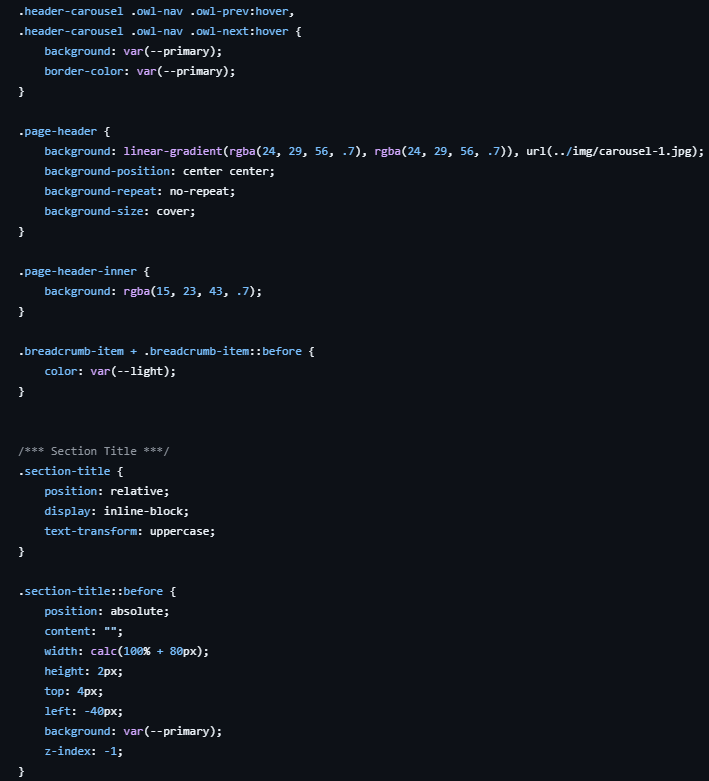 .header-carousel .owl-nav .owl-prev:hover,
.header-carousel .owl-nav .owl-next:hover {
    background: var(--primary);
    border-color: var(--primary);
}

.page-header {
    background: linear-gradient(rgba(24, 29, 56, .7), rgba(24, 29, 56, .7)), url(../img/carousel-1.jpg);
    background-position: center center;
    background-repeat: no-repeat;
    background-size: cover;
}

.page-header-inner {
    background: rgba(15, 23, 43, .7);
}

.breadcrumb-item + .breadcrumb-item::before {
    color: var(--light);
}


/*** Section Title ***/
.section-title {
    position: relative;
    display: inline-block;
    text-transform: uppercase;
}

.section-title::before {
    position: absolute;
    content: "";
    width: calc(100% + 80px);
    height: 2px;
    top: 4px;
    left: -40px;
    background: var(--primary);
    z-index: -1;
}